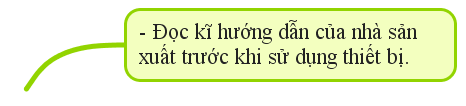 - Đọc kĩ hướng dẫn của nhà sản
xuất trước khi sử dụng thiết bị.